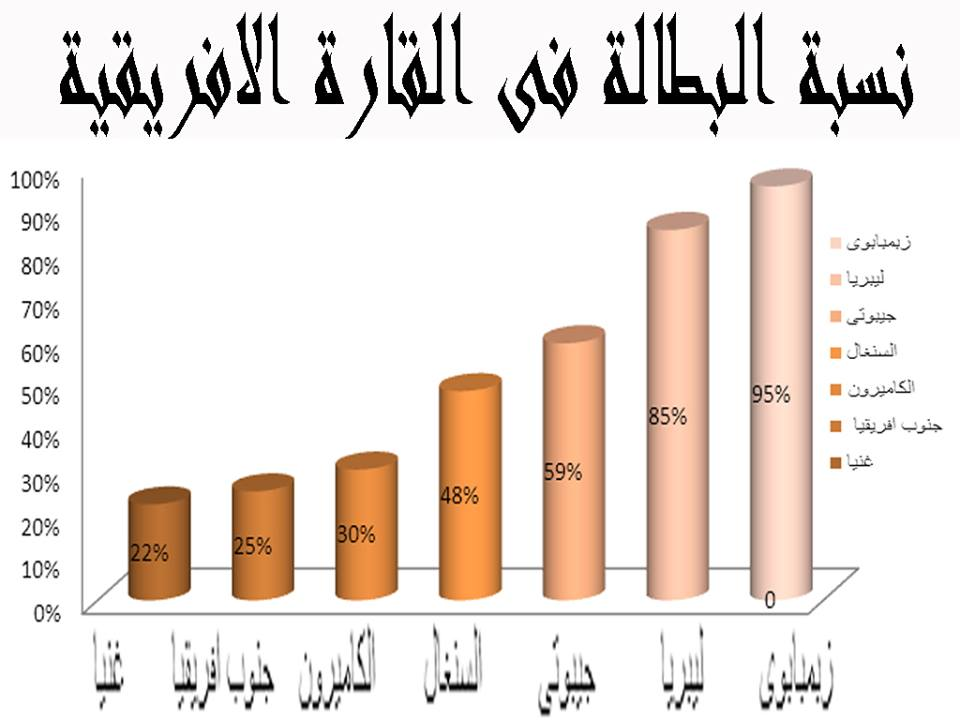 نسبة البطالة فى القارة الافريقية
100%
90%
80%
70%
60%
50%
40%
30%
20%
10%
0%
22%
25%
30%
48%
59%
85%
95%
0
زيمبابوى
ليبريا
جيبوتى
السنغال
الكاميرون
جنوب افريقيا
غنيا
غنيا
جنوب افريقيا
الكاميرون
السنغال
جيبوتى
ليبريا
زيمبابوى